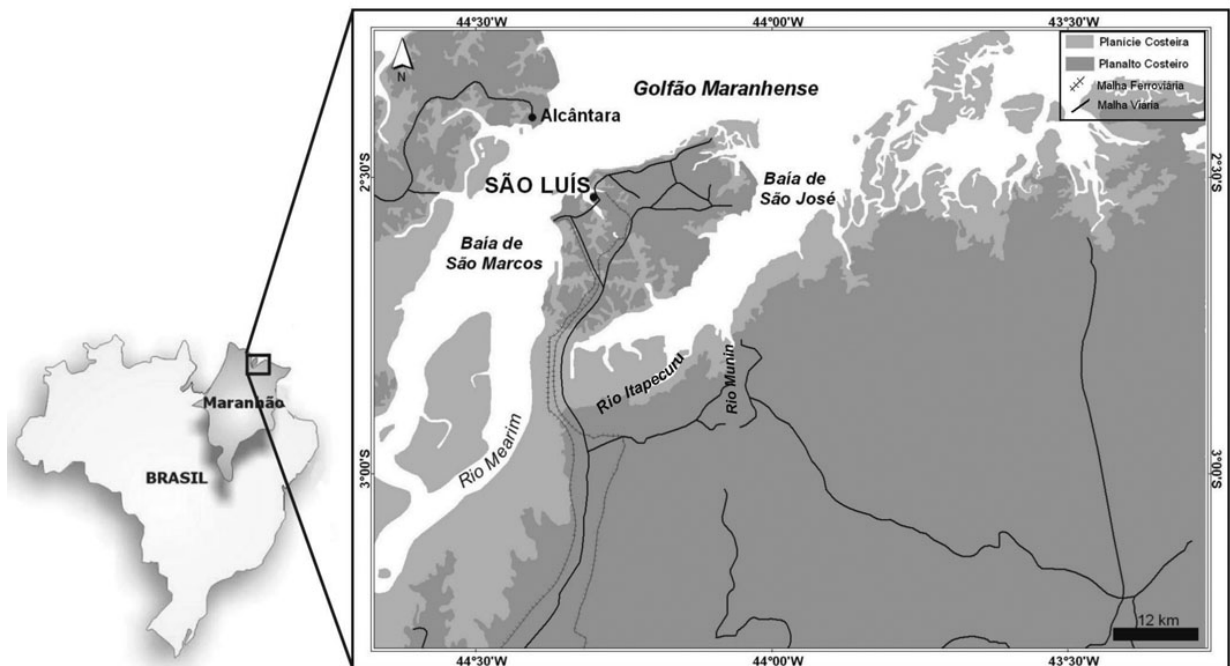 44°30'W
44°00'W
43°30'W
Planície Costeira
Planalto Costeiro
Malha Ferroviária
Malha Viária
N
Golfão Maranhense
Alcântara
2°30'S
2°30'S
SÃO LUÍS
Baía de
São José
Baía de
São Marcos
Rio Itapecuru
Rio Munin
Maranhão
Rio Mearim
BRASIL
3°00'S
3°00'S
12 km
44°30'W
44°00'W
43°30'W